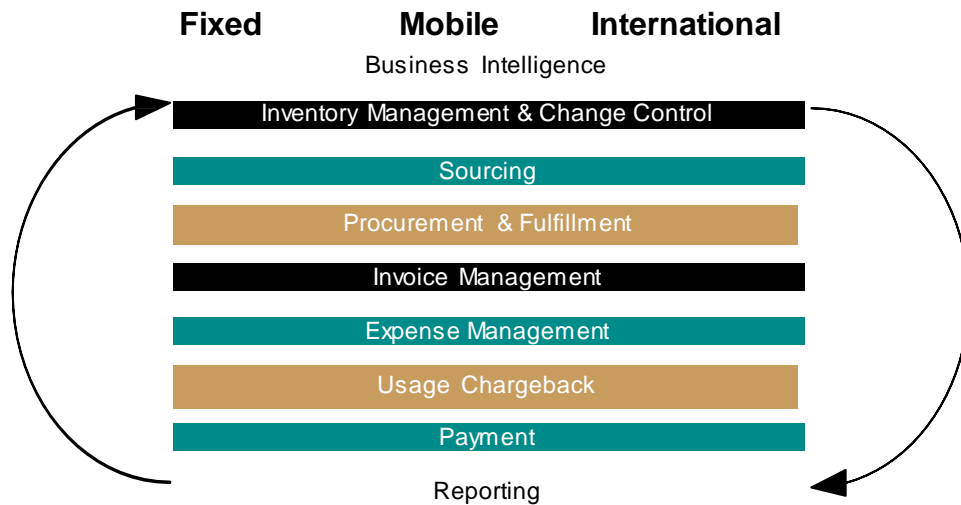 Fixed Mobile International
Business Intelligence
Inventory Management & Change Control
Sourcing
Procurement & Fulfillment
Invoice Management
Expense Management
Usage Chargeback
Payment
Reporting